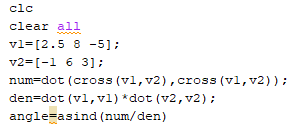 clc
clear all
v1=[2.5 8 -5];
v2=[-1 6 3];
num=dot(cross(v1,v2),cross(v1,v2));
den=dot(v1,v1)*dot(v2,v2);
angle=asind(num/den)